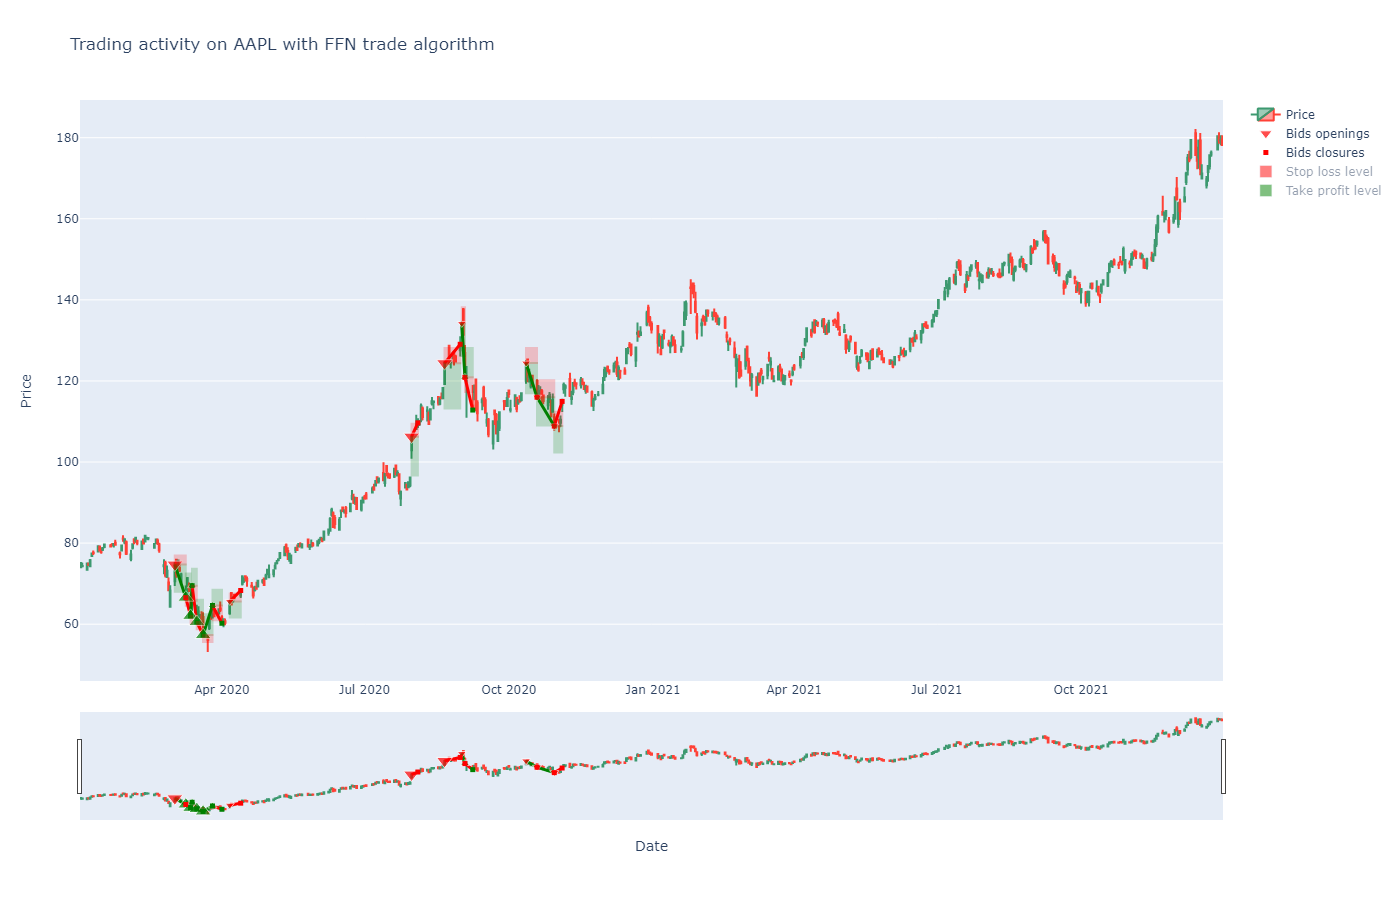 Trading activity on AAPL with FFN trade algorithm
Price
Bids openings
Bids closures
Stop loss level
Take profit level
180
160
140
120
100
80
60
Price
Apr 2020
Jul 2020
Oct 2020
Jan 2021
Apr 2021
Jul 2021
Oct 2021
Date